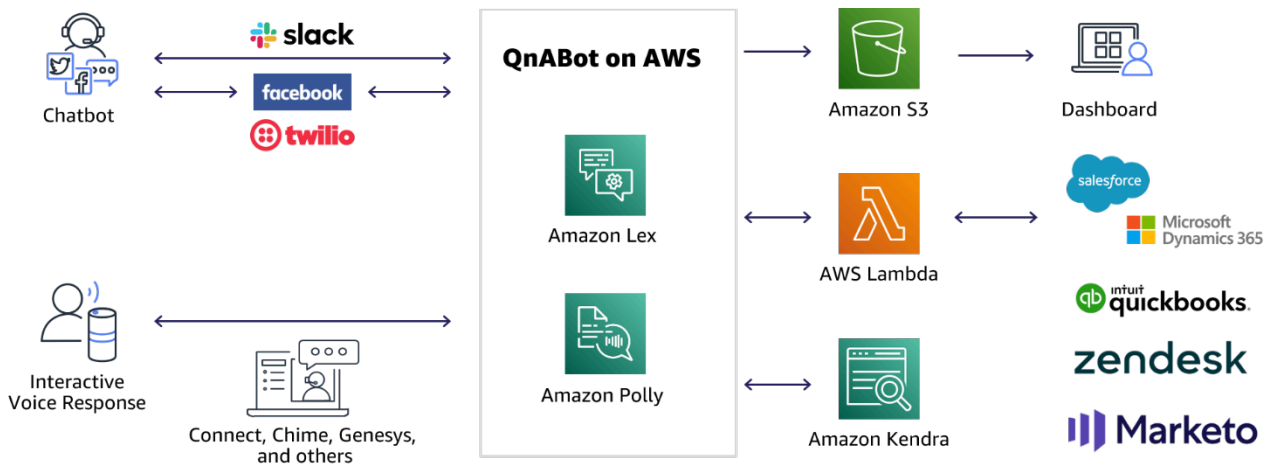 slack
Chatbot
facebook
twilio
QnABot on AWS
Amazon Lex
Amazon Polly
Interactive
Voice Response
Connect, Chime, Genesys,
and others
Amazon S3
Dashboard
AWS Lambda
salesforce
Microsoft
Dynamics 365
Amazon Kendra
qb
intuit
quickbooks.
zendesk
Marketo